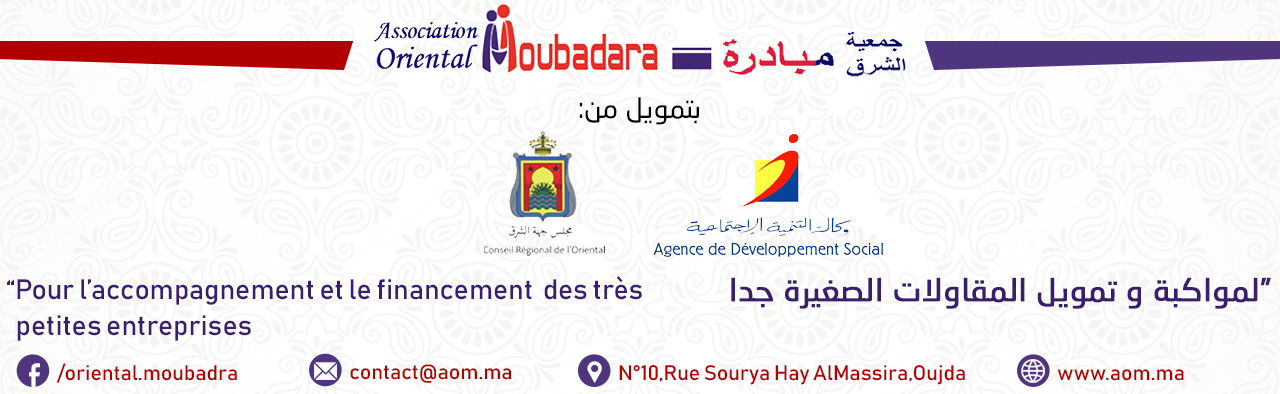 Association
Oriental Moubadara
جمعية
الشرق
مبادرة
بتمويل من:
مجلس جهة الشرق
Conseil Régional de l'Oriental
وكالة التنمية الإجتماعية
Agence de Développement Social
“Pour l’accompagnement et le financement des très
petites entreprises
”لمواكبة و تمويل المقاولات الصغيرة جدا
/oriental.moubadra
contact@aom.ma
N°10,Rue Sourya Hay AlMassira,Oujda
www.aom.ma